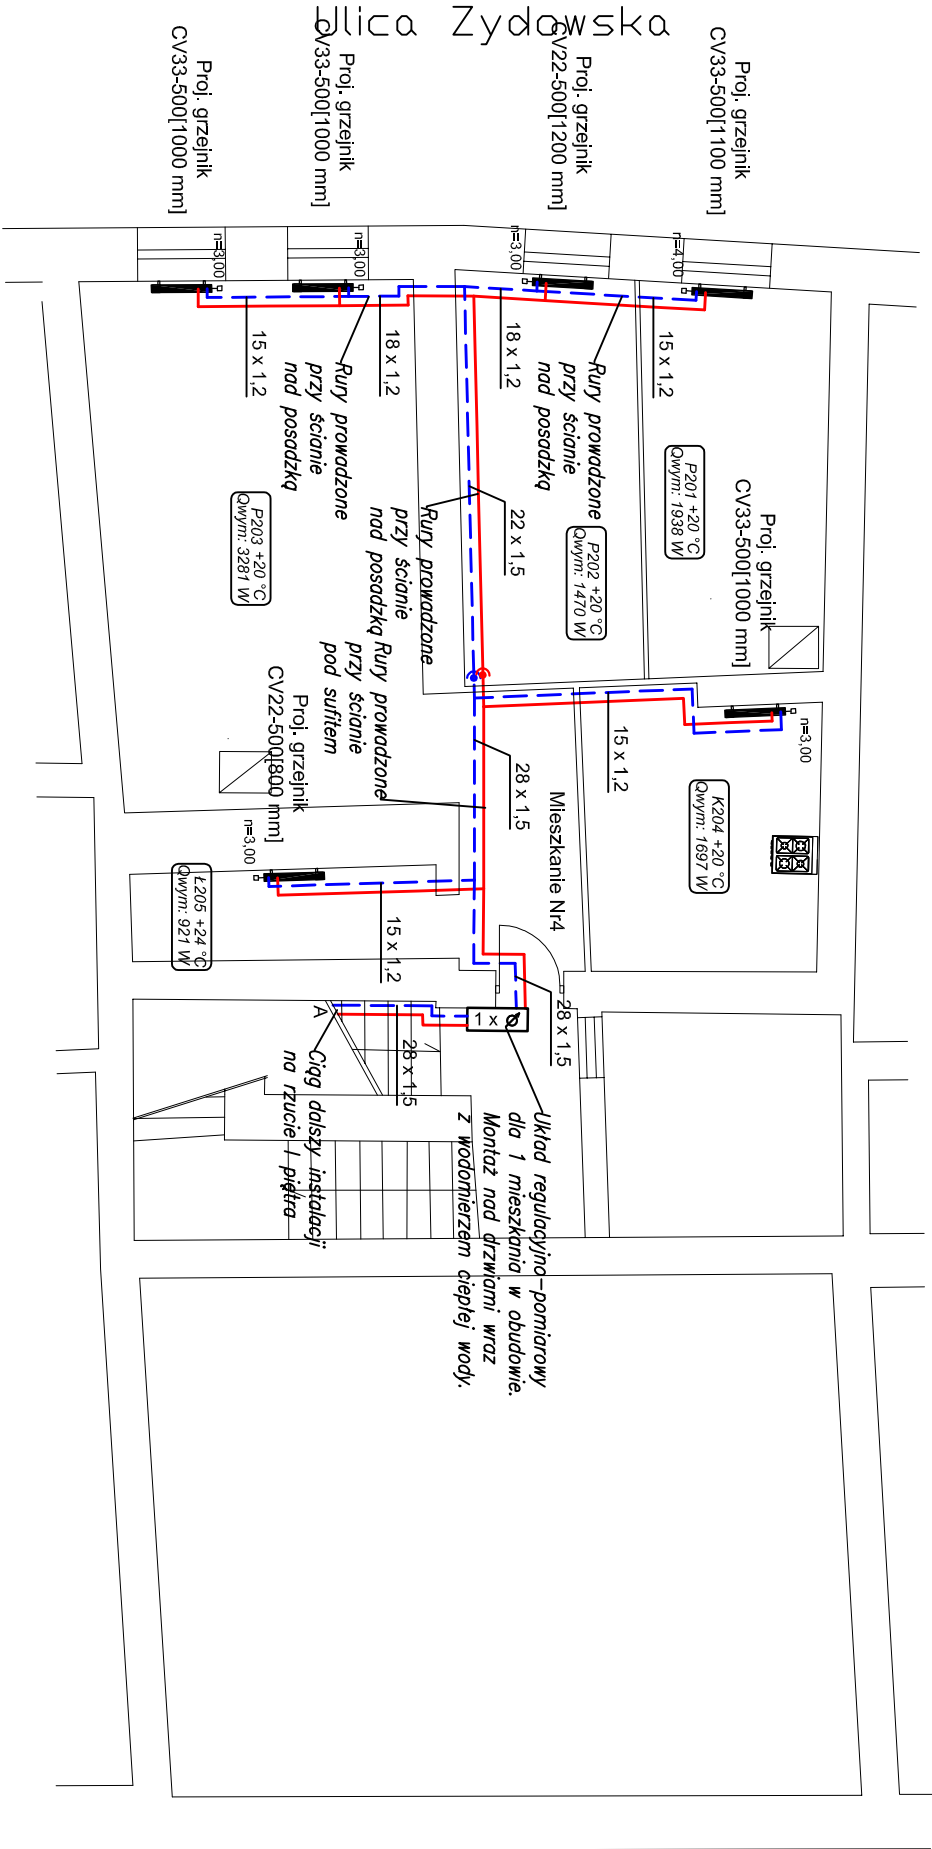 Ulica Zydowska
Proj. grzejnik
CV33-500[1000 mm]
Proj. grzejnik
CV33-500[1000 mm]
Proj. grzejnik
CV22-500[1200 mm]
Proj. grzejnik
CV33-500[1100 mm]
n=3,00
n=3,00
n=3,00
n=4,00
15 x 1,2
18 x 1,2
18 x 1,2
15 x 1,2
Rury prowadzone
przy ścianie
nad posadzką
Rury prowadzone
przy ścianie
nad posadzką
P201 +20 °C
Qwym: 1938 W
P202 +20 °C
Qwym: 1470 W
P203 +20 °C
Qwym: 3281 W
22 x 1,5
Rury prowadzone
przy ścianie
nad posadzką
Proj. grzejnik
CV33-500[1000 mm]
n=3,00
Rury prowadzone
przy ścianie
pod sufitem
Proj. grzejnik
CV22-500[800 mm]
n=3,00
15 x 1,2
28 x 1,5
Mieszkanie Nr4
K204 +20 °C
Qwym: 1697 W
Ł205 +24 °C
Qwym: 921 W
15 x 1,2
28 x 1,5
1 x
A
28 x 1,5
Ciąg dalszy instalacji
na rzucie I piętra
Układ regulacyjno-pomiarowy
dla 1 mieszkania w obudowie.
Montaż nad drzwiami wraz
z wodomierzem ciepłej wody.